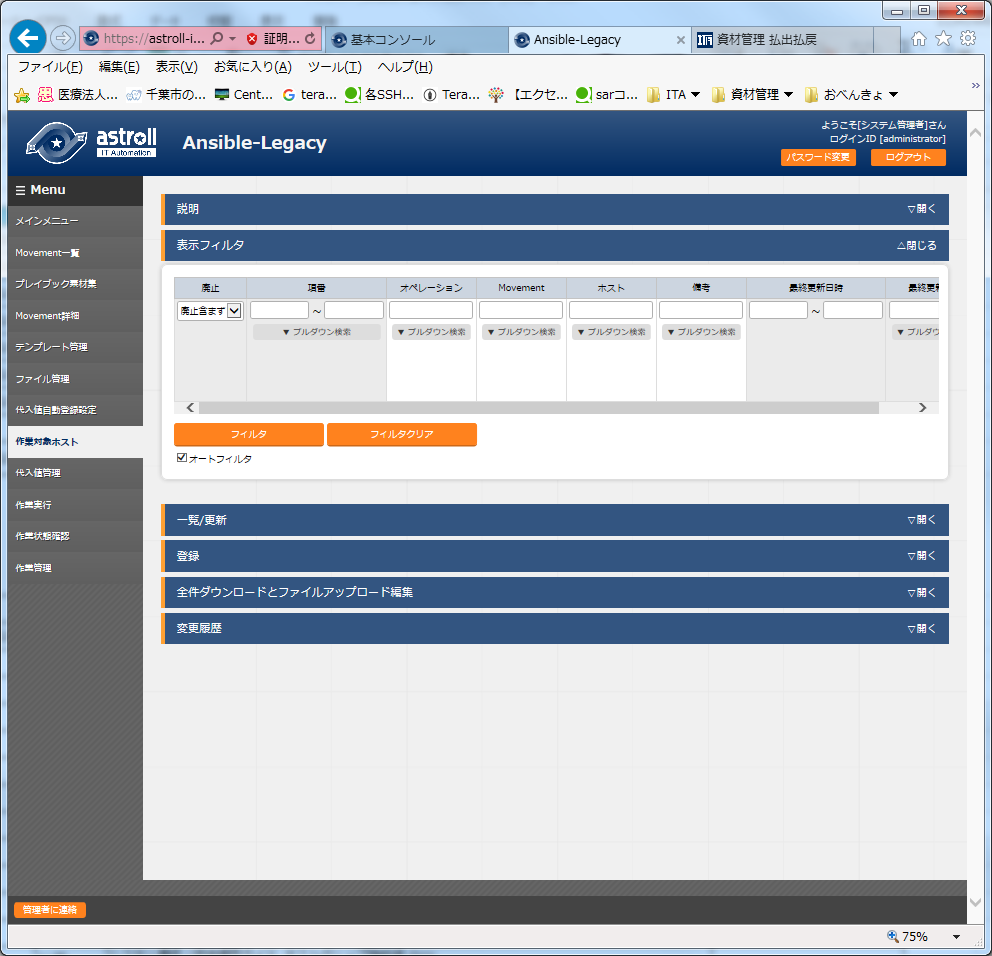 https://astroll-i...
証明...
基本コンソール
Ansible-Legacy
資材管理 払出払戻
ファイル(F) 編集(E) 表示(V) お気に入り(A) ツール(T) ヘルプ(H)
医療法人... 千葉市の... Cent... tera... 各SSH... Tera... 【エクセ... sarコ... ITA 資材管理 おべんきょ
astroll
IT Automation
Ansible-Legacy
ようこそ[システム管理者]さん
ログインID [administrator]
パスワード変更 ログアウト
Menu
メインメニュー
Movement一覧
プレイブック素材集
Movement詳細
テンプレート管理
ファイル管理
代入値自動登録設定
作業対象ホスト
代入値管理
作業実行
作業状態確認
作業管理
説明 ▽開く
表示フィルタ △閉じる
廃止 項番 オペレーション Movement ホスト 備考 最終更新日時 最終更新
廃止含まず ~ ~
▼プルダウン検索 ▼プルダウン検索 ▼プルダウン検索 ▼プルダウン検索 ▼プルダウン検索 ▼プルダウ
フィルタ フィルタクリア
オートフィルタ
一覧/更新 ▽開く
登録 ▽開く
全件ダウンロードとファイルアップロード編集 ▽開く
変更履歴 ▽開く
管理者に連絡
75%